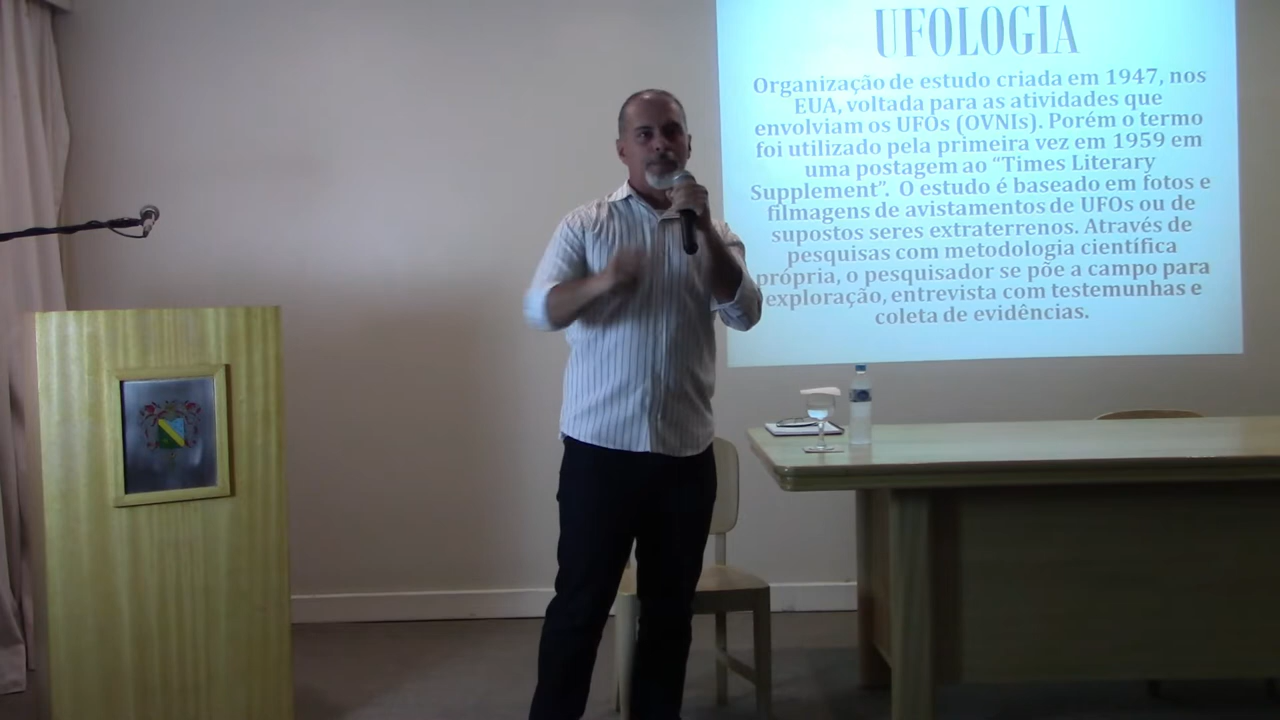 UFOLOGIA
Organização de estudo criada em 1947, nos
EUA, voltada para as atividades que
envolviam os UFOs (OVNIs). Porém o termo
foi utilizado pela primeira vez em 1959 em
uma postagem ao “Times Literary
Supplement”. O estudo é baseado em fotos e
filmagens de avistamentos de UFOs ou de
supostos seres extraterrenos. Através de
pesquisas com metodologia científica
própria, o pesquisador se põe a campo para
exploração, entrevista com testemunhas e
coleta de evidências.